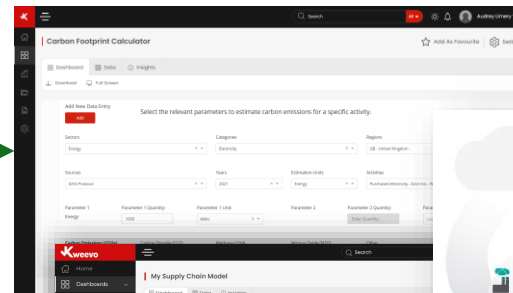 Search
All
Audrey Umery
Carbon Footprint Calculator
Add As Favourite
Dashboard Data Insights
Download Full Screen
Add New Data Entry
Add
Select the relevant parameters to estimate carbon emissions for a specific activity.
Sectors Categories Regions
Energy Electricity GB - United Kingdom
Sources Years Estimation Units Activities
GHG Protocol 2021 Energy Purchased electricity - Grid mix
Parameter 1 Parameter 1 Quantity Parameter 1 Unit Parameter 2 Parameter 2 Quantity
Energy 1000 Enter Quantity...
Kweevo
Search
Home
Dashboards
My Supply Chain Model